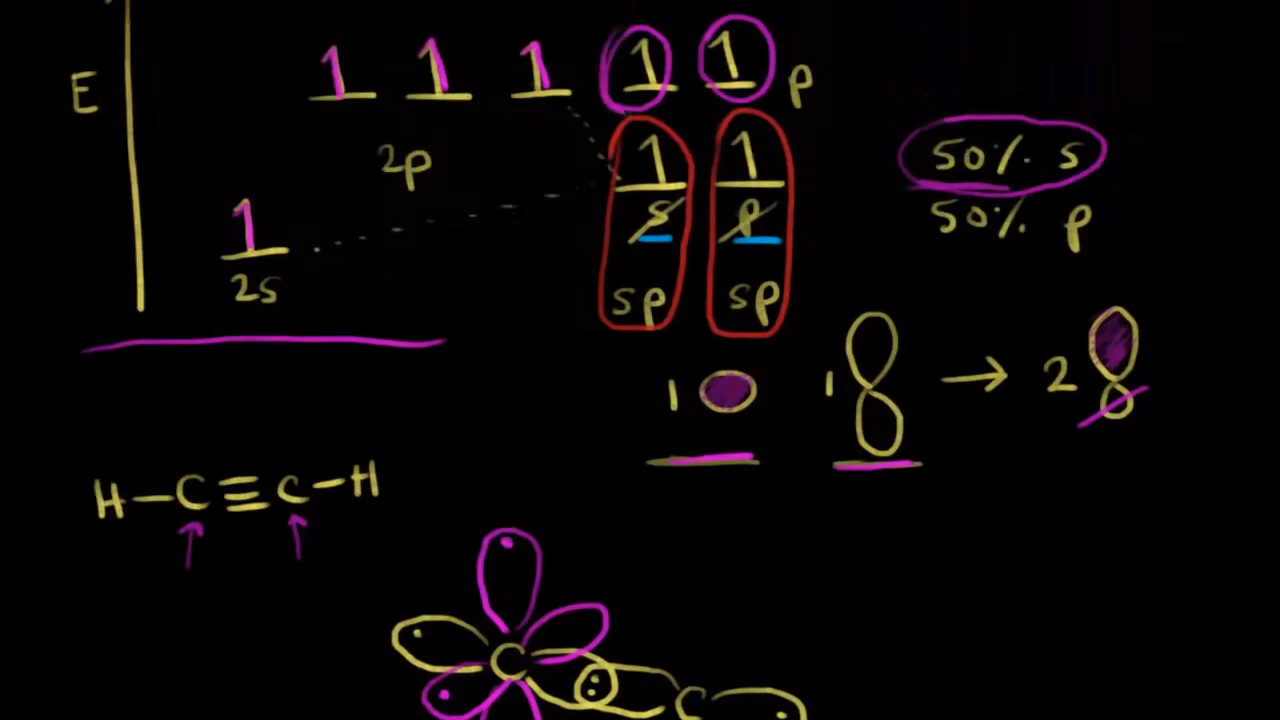 1 1 1 1 1 p
E
1 1
2p
50% s
s p
50% p
1
2s
sp sp
1 1 → 2
H-C≡C-H
C
C